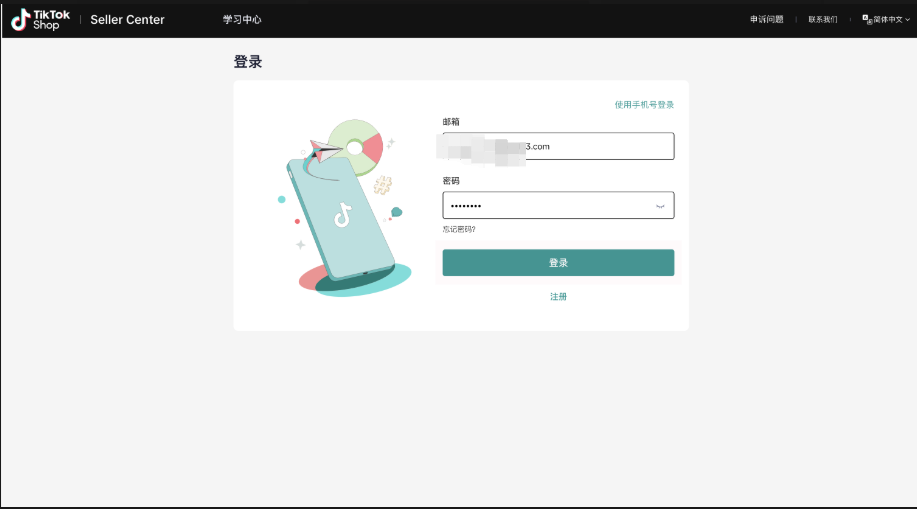 TikTok Shop
Seller Center
学习中心
申诉问题
联系我们
简体中文
登录
使用手机号登录
邮箱
3.com
密码
忘记密码?
登录
注册